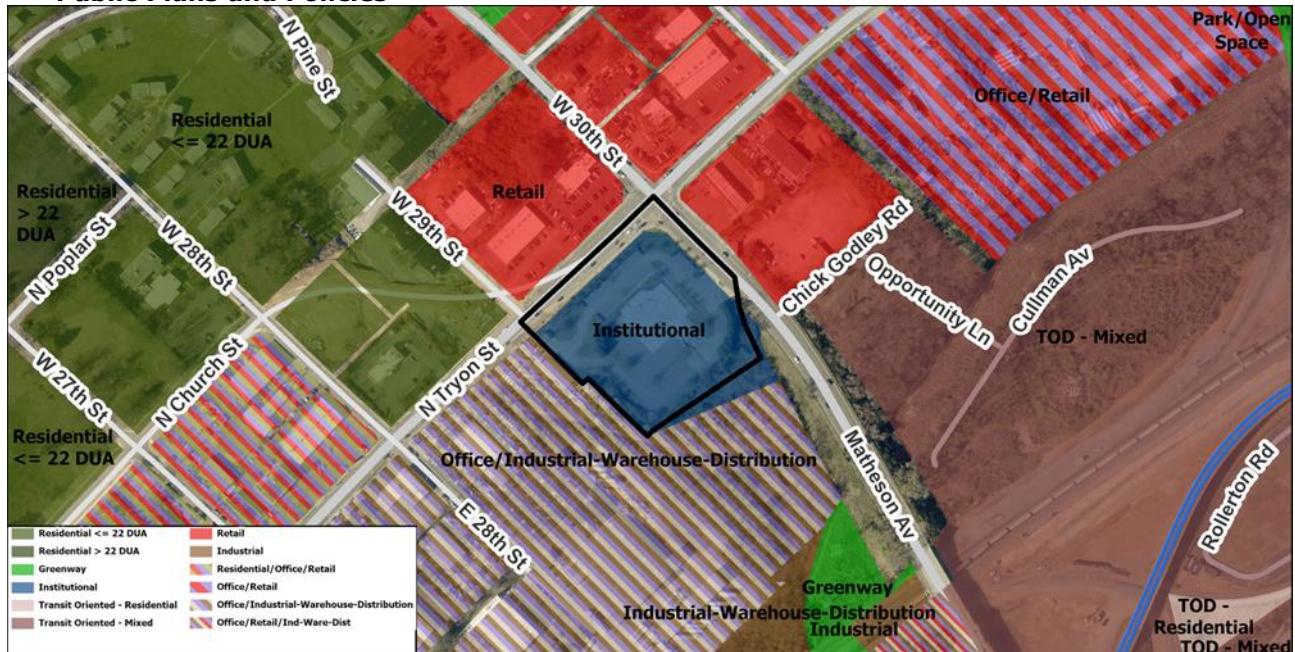 Public Plans and Policies
Park/Open
Space
N Pine St
Office/Retail
Residential
<= 22 DUA
W 30th St
Residential
> 22
DUA
Retail
W 29th St
N Poplar St
W 28th St
Chick Godley Rd
Opportunity Ln
Cullman Av
Institutional
TOD - Mixed
W 27th St
N Church St
N Tryon St
Residential
<= 22 DUA
Office/Industrial-Warehouse-Distribution
Matheson Av
Rollerton Rd
E 28th St
Greenway
Industrial-Warehouse-Distribution
Industrial
TOD -
Residential
TOD - Mixed
Residential <= 22 DUA
Residential > 22 DUA
Greenway
Institutional
Transit Oriented - Residential
Transit Oriented - Mixed
Retail
Industrial
Residential/Office/Retail
Office/Retail
Office/Industrial-Warehouse-Distribution
Office/Retail/Ind-Ware-Dist